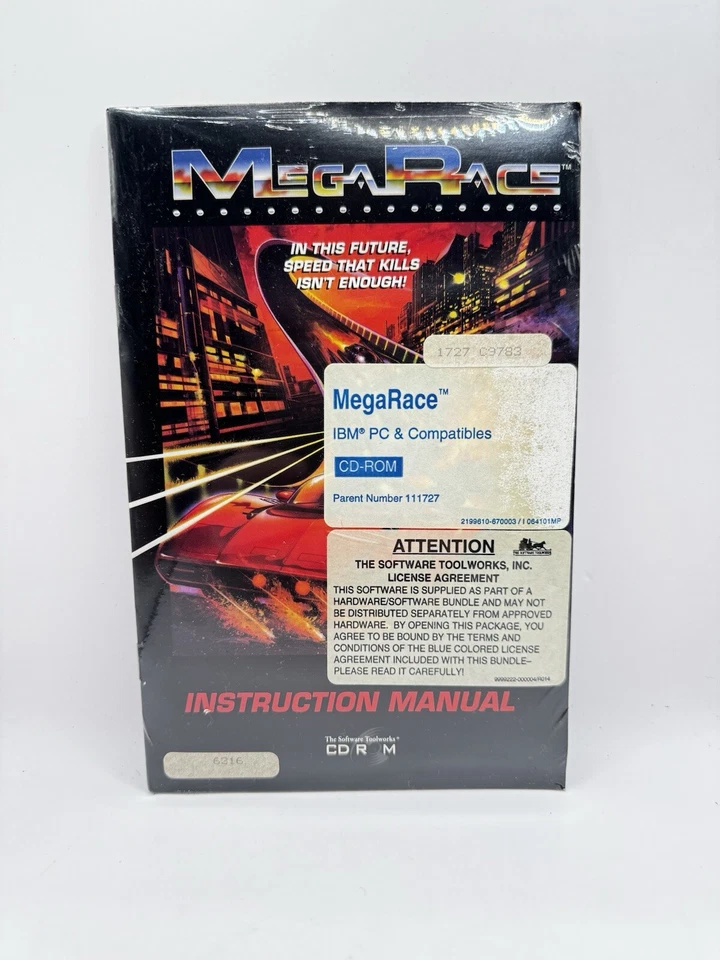 MEGARACE™
IN THIS FUTURE,
SPEED THAT KILLS
ISN'T ENOUGH!
1727 C9783
MegaRace™
IBM® PC & Compatibles
CD-ROM
Parent Number 111727
2199610-670003 / I 064101MP
ATTENTION
THE SOFTWARE TOOLWORKS, INC.
LICENSE AGREEMENT
THIS SOFTWARE IS SUPPLIED AS PART OF A
HARDWARE/SOFTWARE BUNDLE AND MAY NOT
BE DISTRIBUTED SEPARATELY FROM APPROVED
HARDWARE. BY OPENING THIS PACKAGE, YOU
AGREE TO BE BOUND BY THE TERMS AND
CONDITIONS OF THE BLUE COLORED LICENSE
AGREEMENT INCLUDED WITH THIS BUNDLE–
PLEASE READ IT CAREFULLY!
INSTRUCTION MANUAL
The Software Toolworks®
CD ROM
6316